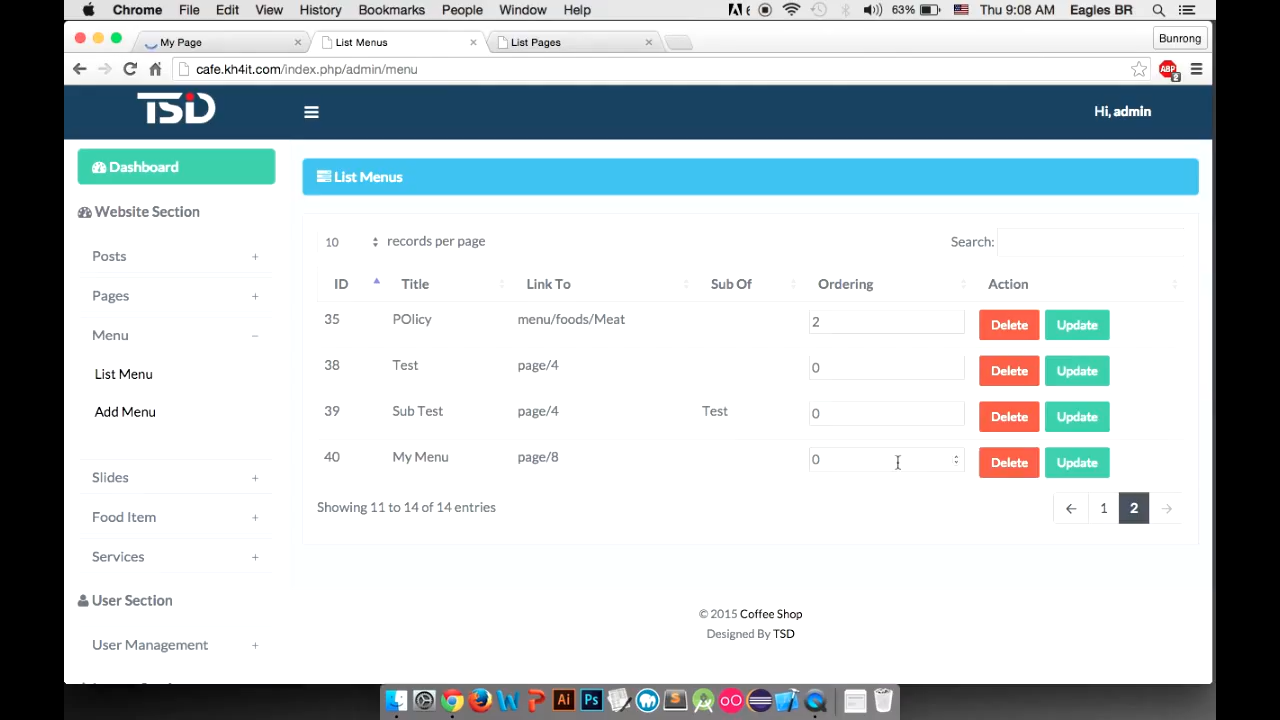 Chrome File Edit View History Bookmarks People Window Help 63% Thu 9:08 AM Eagles BR
My Page List Menus List Pages Bunrong
cafe.kh4it.com/index.php/admin/menu ABP 2
TSD Hi, admin
Dashboard
List Menus
Website Section
10 records per page Search:
Posts +
ID Title Link To Sub Of Ordering Action
Pages +
35 POlicy menu/foods/Meat 2 Delete Update
Menu −
38 Test page/4 0 Delete Update
List Menu
39 Sub Test page/4 Test 0 Delete Update
Add Menu
40 My Menu page/8 0 Delete Update
Slides +
Showing 11 to 14 of 14 entries ← 1 2 →
Food Item +
Services +
User Section
© 2015 Coffee Shop
Designed By TSD
User Management +
Ai Ps